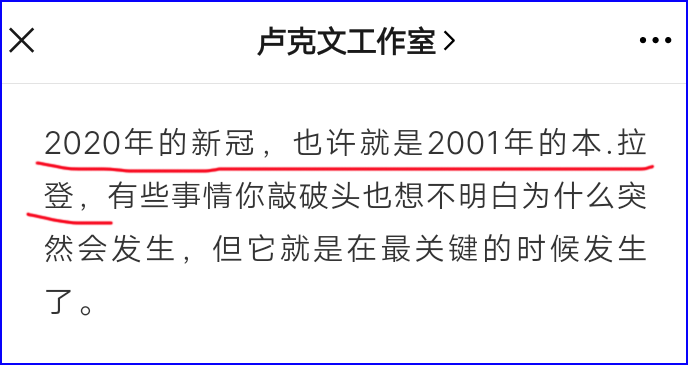 卢克文工作室
2020年的新冠，也许就是2001年的本.拉
登，有些事情你敲破头也想不明白为什么突
然会发生，但它就是在最关键的时候发生
了。